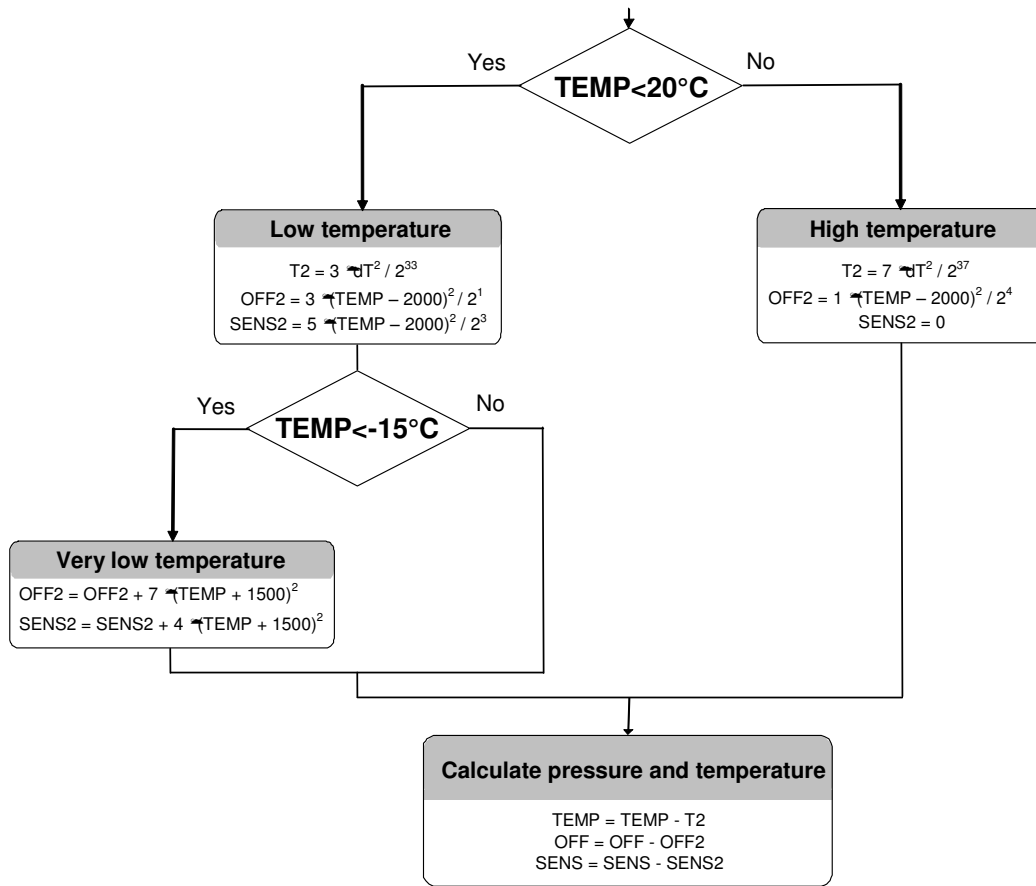 Yes
TEMP<20°C
No
Low temperature
T2 = 3 dT² / 2³³
OFF2 = 3 (TEMP – 2000)² / 2¹
SENS2 = 5 (TEMP – 2000)² / 2³
High temperature
T2 = 7 dT² / 2³⁷
OFF2 = 1 (TEMP – 2000)² / 2⁴
SENS2 = 0
Yes
TEMP<-15°C
No
Very low temperature
OFF2 = OFF2 + 7 (TEMP + 1500)²
SENS2 = SENS2 + 4 (TEMP + 1500)²
Calculate pressure and temperature
TEMP = TEMP - T2
OFF = OFF - OFF2
SENS = SENS - SENS2